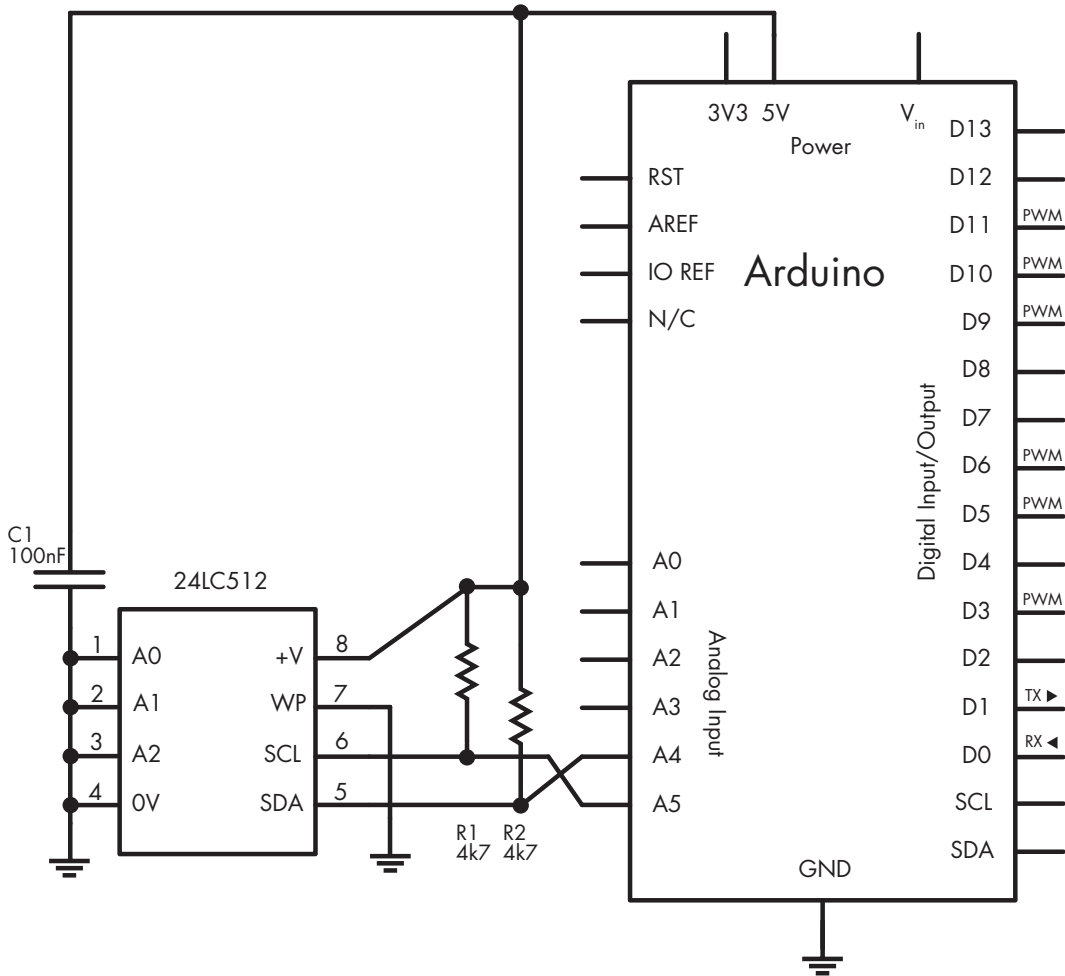 3V3 5V
V_in
Power
Arduino
RST
AREF
IO REF
N/C
A0
A1
A2
A3
A4
A5
Analog Input
D13
D12
D11 PWM
D10 PWM
D9 PWM
D8
D7
D6 PWM
D5 PWM
D4
D3 PWM
D2
D1 TX ▶
D0 RX ◀
SCL
SDA
Digital Input/Output
GND
C1
100nF
24LC512
1 A0
2 A1
3 A2
4 0V
+V 8
WP 7
SCL 6
SDA 5
R1
4k7
R2
4k7